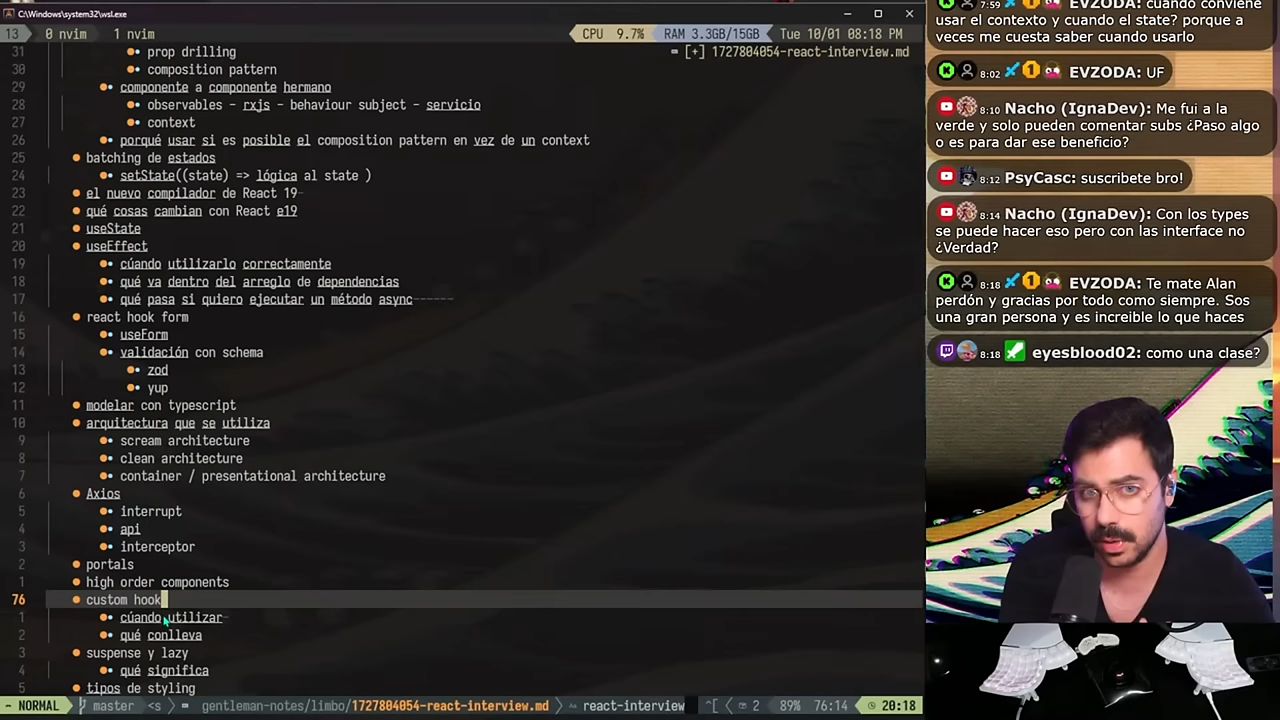 C:\Windows\system32\wsl.exe
13 0 nvim 1 nvim CPU 9.7% RAM 3.3GB/15GB Tue 10/01 08:18 PM
[+] 1727804054-react-interview.md
31 prop drilling
30 composition pattern
29 componente a componente hermano
28 observables - rxjs - behaviour subject - servicio
27 context
26 porqué usar si es posible el composition pattern en vez de un context
25 batching de estados
24 setState((state) => lógica al state )
23 el nuevo compilador de React 19-
22 qué cosas cambian con React e19
21 useState
20 useEffect
19 cúando utilizarlo correctamente
18 qué va dentro del arreglo de dependencias
17 qué pasa si quiero ejecutar un método async------
16 react hook form
15 useForm
14 validación con schema
13 zod
12 yup
11 modelar con typescript
10 arquitectura que se utiliza
9 scream architecture
8 clean architecture
7 container / presentational architecture
6 Axios
5 interrupt
4 api
3 interceptor
2 portals
1 high order components
76 custom hook
1 cúando utilizar-
2 qué conlleva
3 suspense y lazy
4 qué significa
5 tipos de styling
- NORMAL master <s> gentleman-notes/limbo/1727804054-react-interview.md react-interview ^[ 2 89% 76:14 20:18
7:59 1 EVZODA: cuando conviene
usar el contexto y cuando el state? porque a
veces me cuesta saber cuando usarlo
8:02 1 EVZODA: UF
8:10 Nacho (IgnaDev): Me fui a la
verde y solo pueden comentar subs ¿Paso algo
o es para dar ese beneficio?
8:12 PsyCasc: suscribete bro!
8:14 Nacho (IgnaDev): Con los types
se puede hacer eso pero con las interface no
¿Verdad?
8:18 1 EVZODA: Te mate Alan
perdón y gracias por todo como siempre. Sos
una gran persona y es increible lo que haces
8:18 eyesblood02: como una clase?